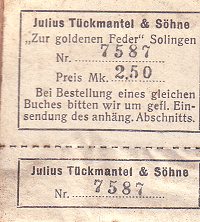 Julius Tückmantel & Söhne
„Zur goldenen Feder" Solingen
Nr. 7587
Preis Mk. 2,50
Bei Bestellung eines gleichen
Buches bitten wir um gefl. Ein-
sendung des anhäng. Abschnitts.
Julius Tückmantel & Söhne
Nr. 7587